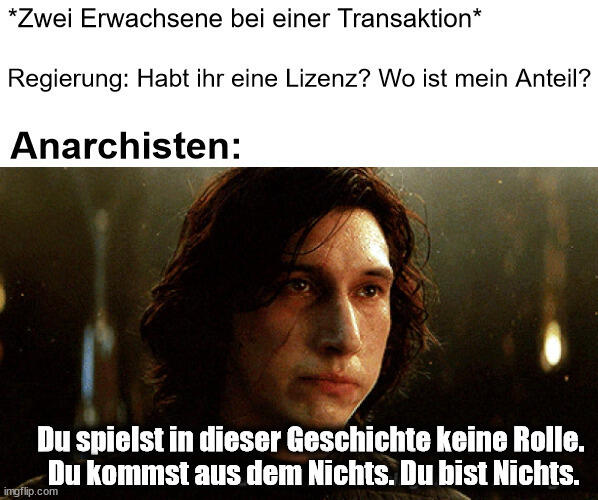 *Zwei Erwachsene bei einer Transaktion*
Regierung: Habt ihr eine Lizenz? Wo ist mein Anteil?
Anarchisten:
Du spielst in dieser Geschichte keine Rolle.
Du kommst aus dem Nichts. Du bist Nichts.
imgflip.com